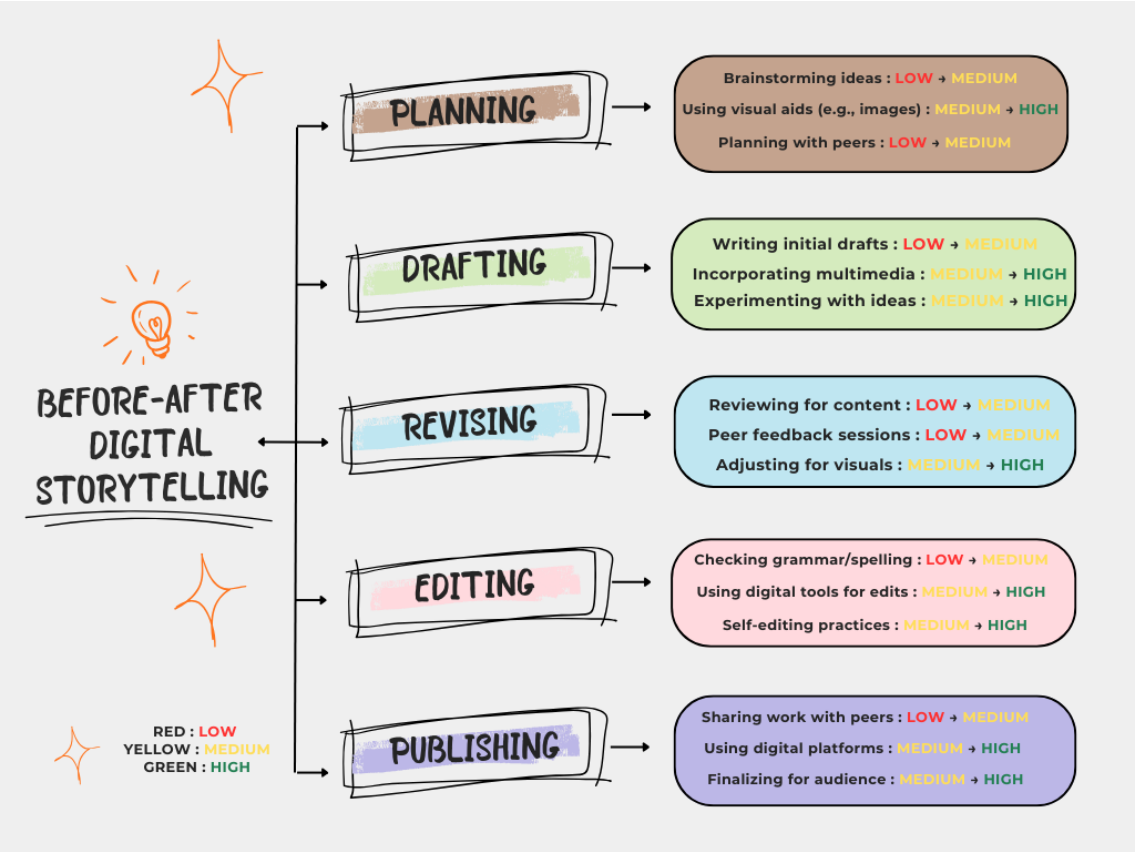 BEFORE-AFTER
DIGITAL
STORYTELLING
RED : LOW
YELLOW : MEDIUM
GREEN : HIGH
PLANNING
Brainstorming ideas : LOW → MEDIUM
Using visual aids (e.g., images) : MEDIUM → HIGH
Planning with peers : LOW → MEDIUM
DRAFTING
Writing initial drafts : LOW → MEDIUM
Incorporating multimedia : MEDIUM → HIGH
Experimenting with ideas : MEDIUM → HIGH
REVISING
Reviewing for content : LOW → MEDIUM
Peer feedback sessions : LOW → MEDIUM
Adjusting for visuals : MEDIUM → HIGH
EDITING
Checking grammar/spelling : LOW → MEDIUM
Using digital tools for edits : MEDIUM → HIGH
Self-editing practices : MEDIUM → HIGH
PUBLISHING
Sharing work with peers : LOW → MEDIUM
Using digital platforms : MEDIUM → HIGH
Finalizing for audience : MEDIUM → HIGH